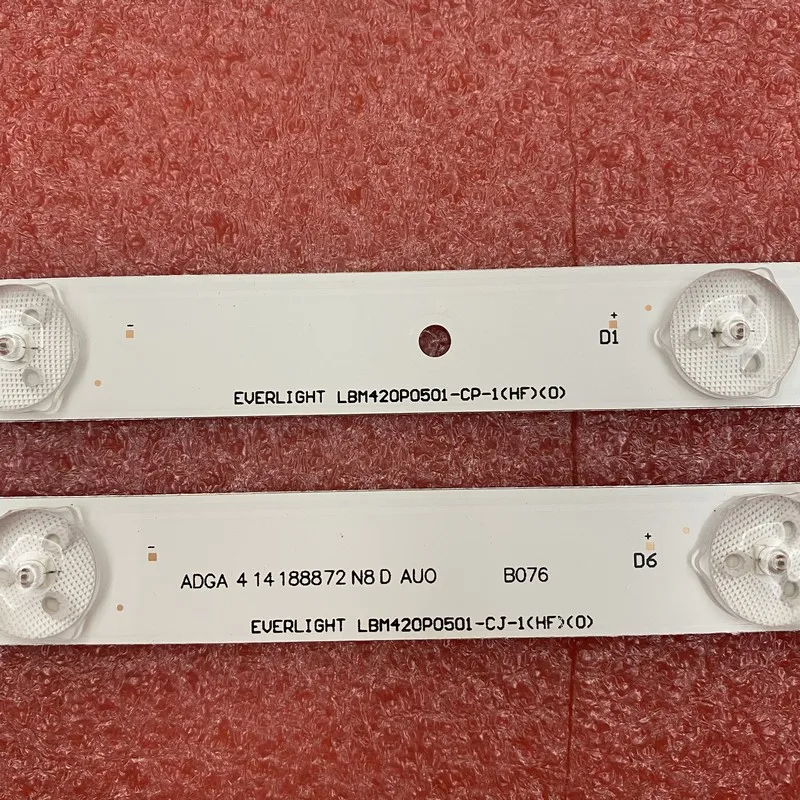 -
+
D1
EVERLIGHT LBM420P0501-CP-1(HF)(0)
-
+
D6
ADGA 4 14 188872 N8 D AUO B076
EVERLIGHT LBM420P0501-CJ-1(HF)(0)